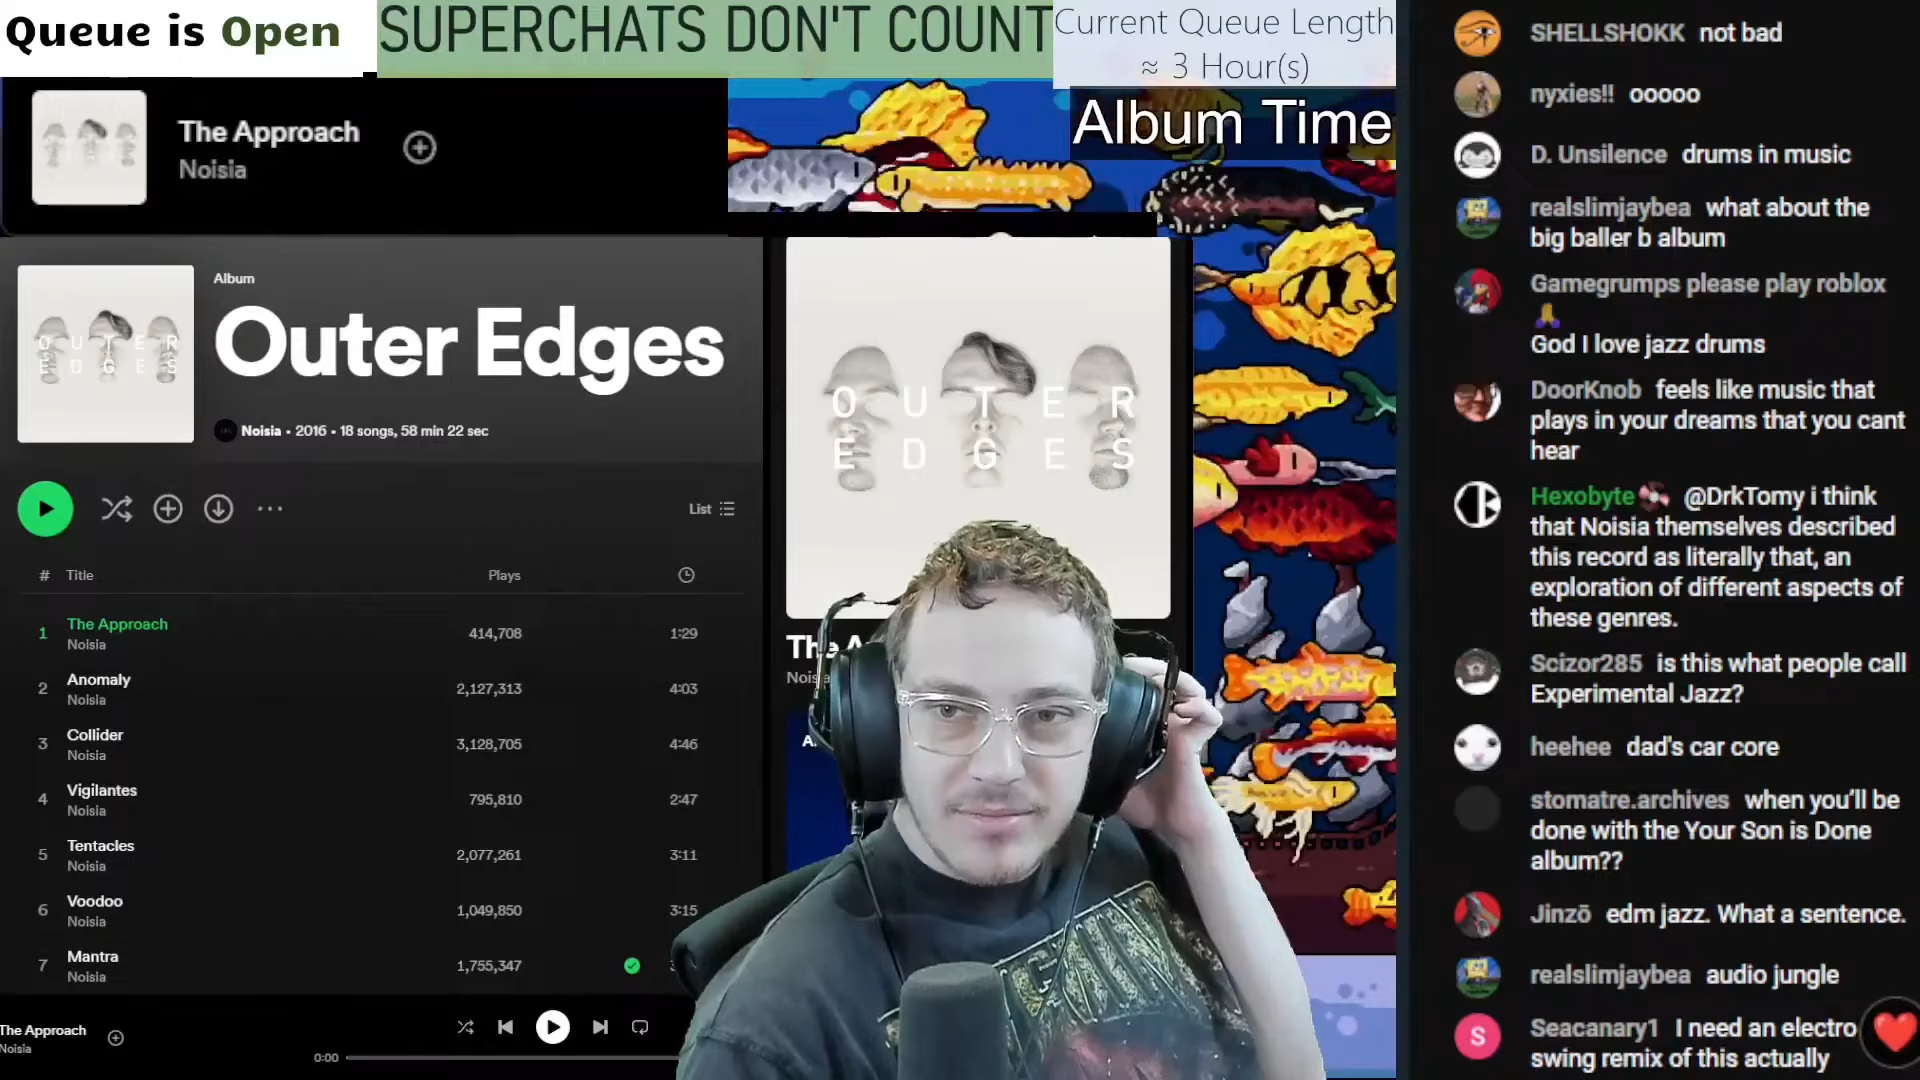 Queue is Open
SUPERCHATS DON'T COUNT
Current Queue Length
≈ 3 Hour(s)
Album Time
The Approach
Noisia
Album
Outer Edges
Noisia • 2016 • 18 songs, 58 min 22 sec
OUTER
EDGES
List
# Title Plays
1 The Approach 414,708 1:29
Noisia
2 Anomaly 2,127,313 4:03
Noisia
3 Collider 3,128,705 4:46
Noisia
4 Vigilantes 795,810 2:47
Noisia
5 Tentacles 2,077,261 3:11
Noisia
6 Voodoo 1,049,850 3:15
Noisia
7 Mantra 1,755,347
Noisia
The Approach
Noisia
0:00
OUTER
EDGES
The A
Nois
SHELLSHOKK not bad
nyxies!! ooooo
D. Unsilence drums in music
realslimjaybea what about the
big baller b album
Gamegrumps please play roblox
🙏
God I love jazz drums
DoorKnob feels like music that
plays in your dreams that you cant
hear
Hexobyte @DrkTomy i think
that Noisia themselves described
this record as literally that, an
exploration of different aspects of
these genres.
Scizor285 is this what people call
Experimental Jazz?
heehee dad's car core
stomatre.archives when you'll be
done with the Your Son is Done
album??
Jinzō edm jazz. What a sentence.
realslimjaybea audio jungle
S
Seacanary1 I need an electro
swing remix of this actually